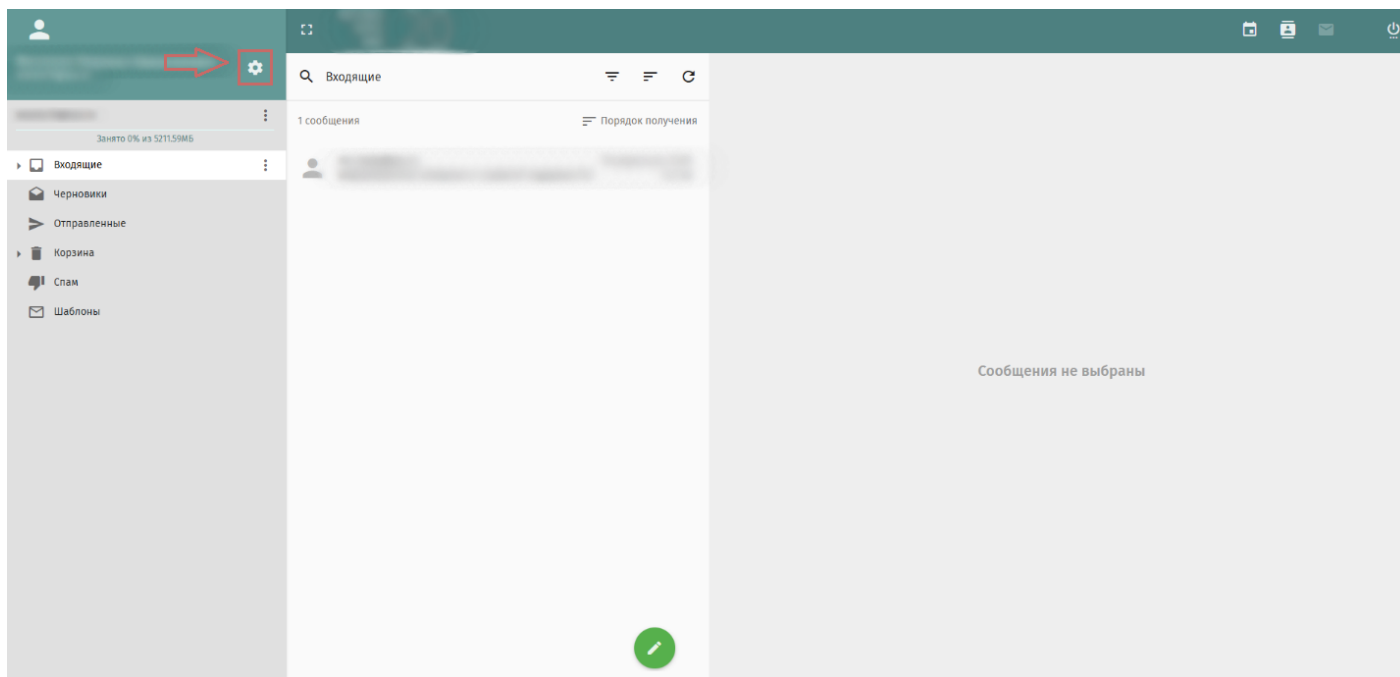 Входящие
1 сообщения
Порядок получения
Занято 0% из 5211.59МБ
Входящие
Черновики
Отправленные
Корзина
Спам
Шаблоны
Сообщения не выбраны